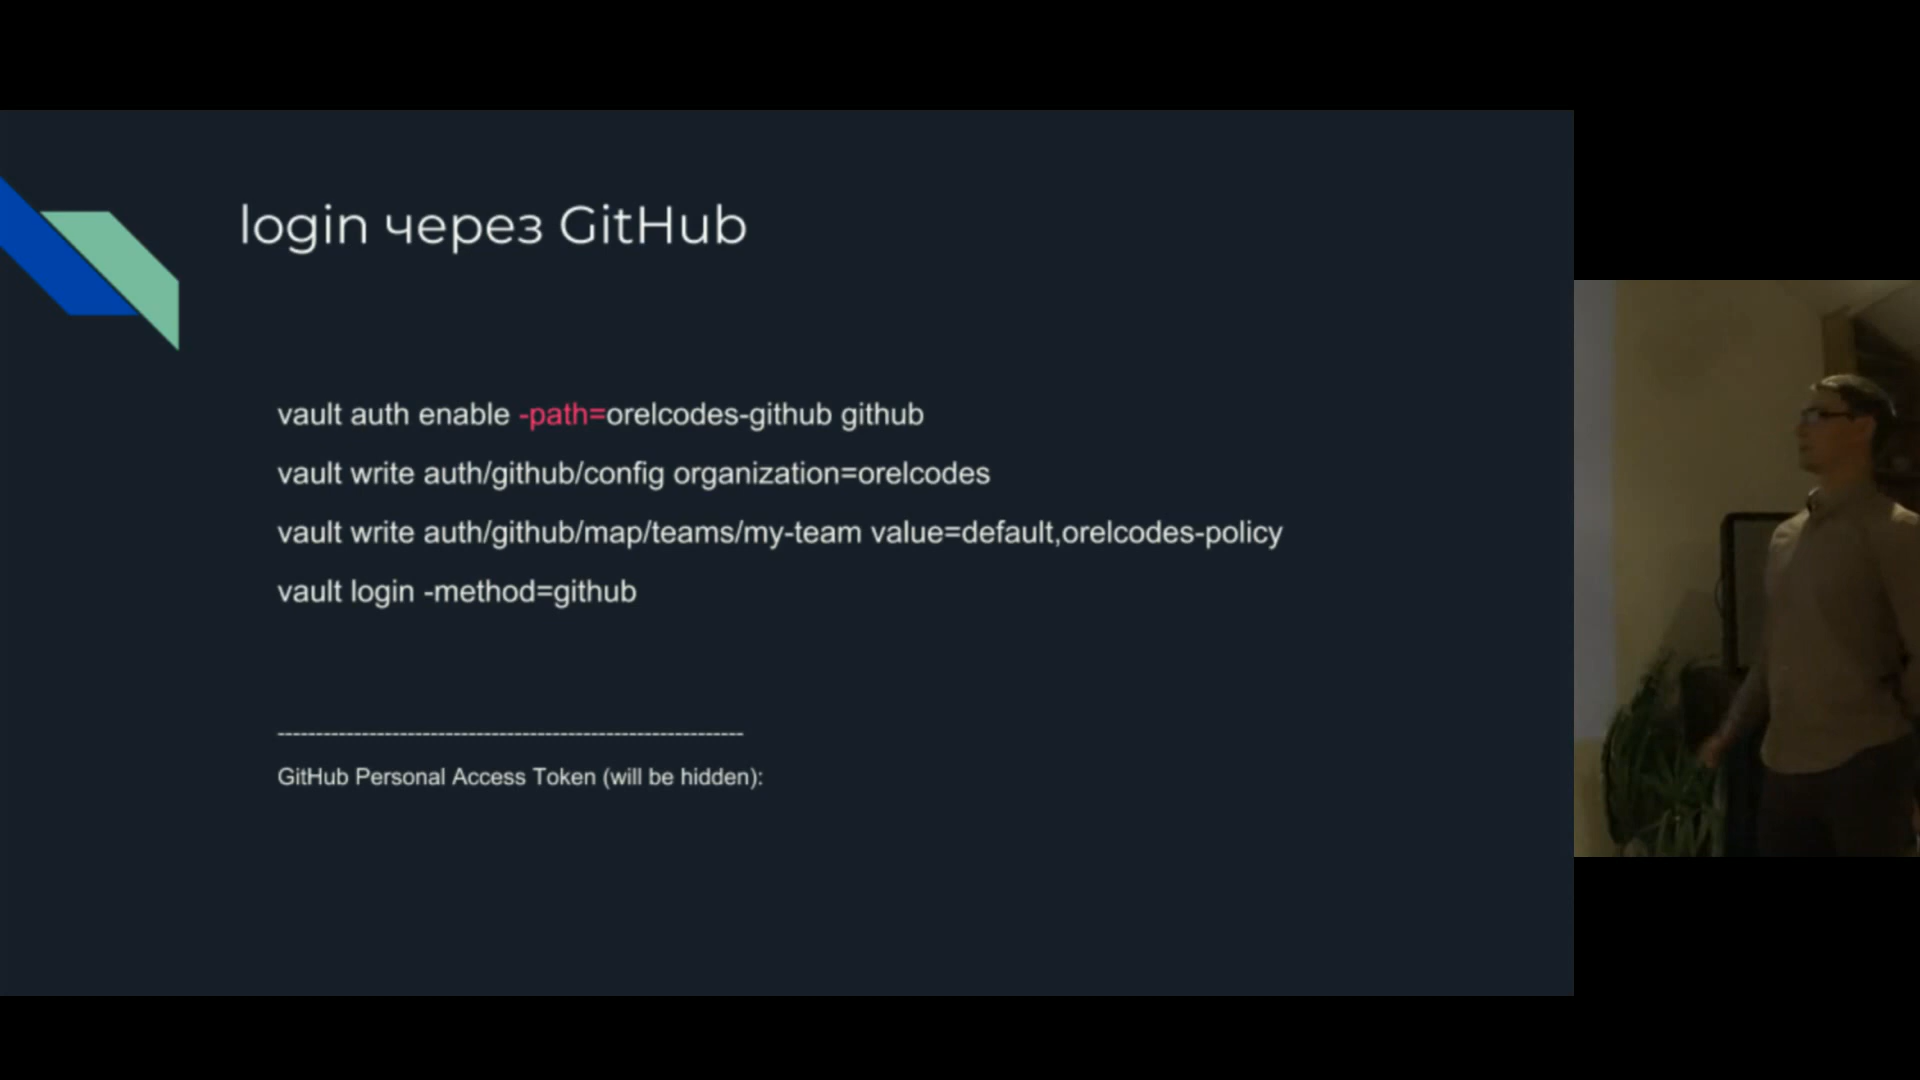 login через GitHub
vault auth enable -path=orelcodes-github github
vault write auth/github/config organization=orelcodes
vault write auth/github/map/teams/my-team value=default,orelcodes-policy
vault login -method=github
-------------------------------------------------------------
GitHub Personal Access Token (will be hidden):